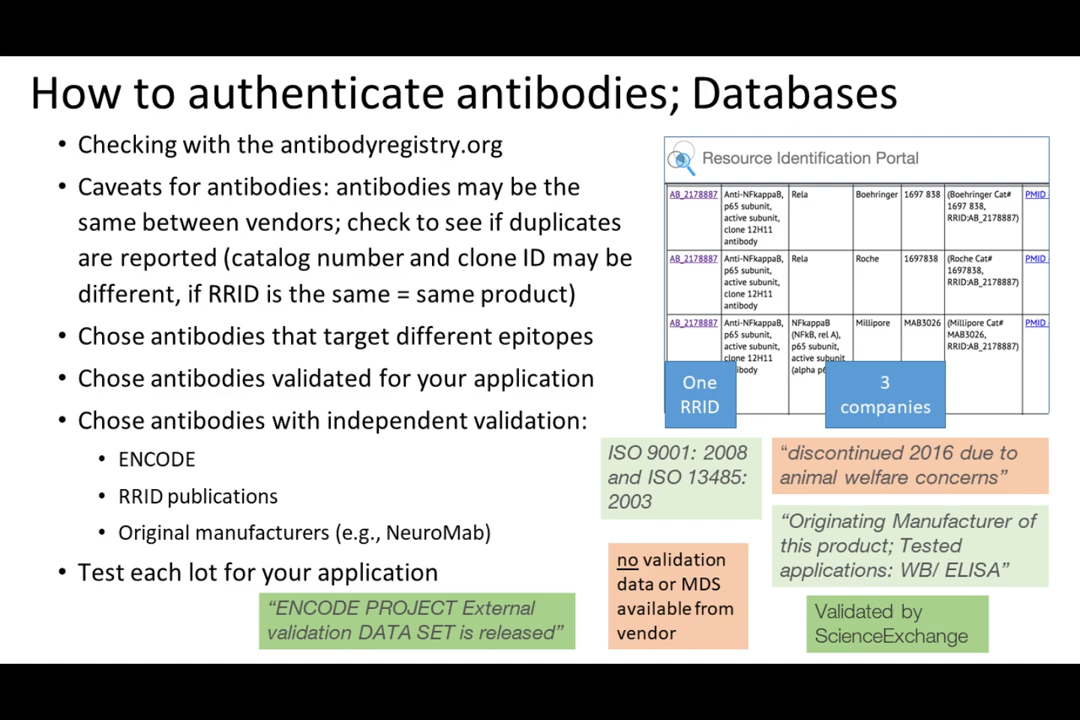 How to authenticate antibodies; Databases
• Checking with the antibodyregistry.org
• Caveats for antibodies: antibodies may be the
same between vendors; check to see if duplicates
are reported (catalog number and clone ID may be
different, if RRID is the same = same product)
• Chose antibodies that target different epitopes
• Chose antibodies validated for your application
• Chose antibodies with independent validation:
• ENCODE
• RRID publications
• Original manufacturers (e.g., NeuroMab)
• Test each lot for your application
Resource Identification Portal
AB_2178887 Anti-NFkappaB, Rela Boehringer 1697 838 (Boehringer Cat# PMID
p65 subunit, 1697 838,
active subunit, RRID:AB_2178887)
clone 12H11
antibody
AB_2178887 Anti-NFkappaB, Rela Roche 1697838 (Roche Cat# PMID
p65 subunit, 1697838,
active subunit, RRID:AB_2178887)
clone 12H11
antibody
AB_2178887 Anti-NFkappaB, NFkappaB Millipore MAB3026 (Millipore Cat# PMID
p65 subunit, (NFkB, rel A), MAB3026,
active subunit, p65 subunit, RRID:AB_2178887)
clone 12H11 active subunit
ibody (alpha p6
One
RRID
3
companies
ISO 9001: 2008
and ISO 13485:
2003
“discontinued 2016 due to
animal welfare concerns”
“Originating Manufacturer of
this product; Tested
applications: WB/ ELISA”
no validation
data or MDS
available from
vendor
“ENCODE PROJECT External
validation DATA SET is released”
Validated by
ScienceExchange